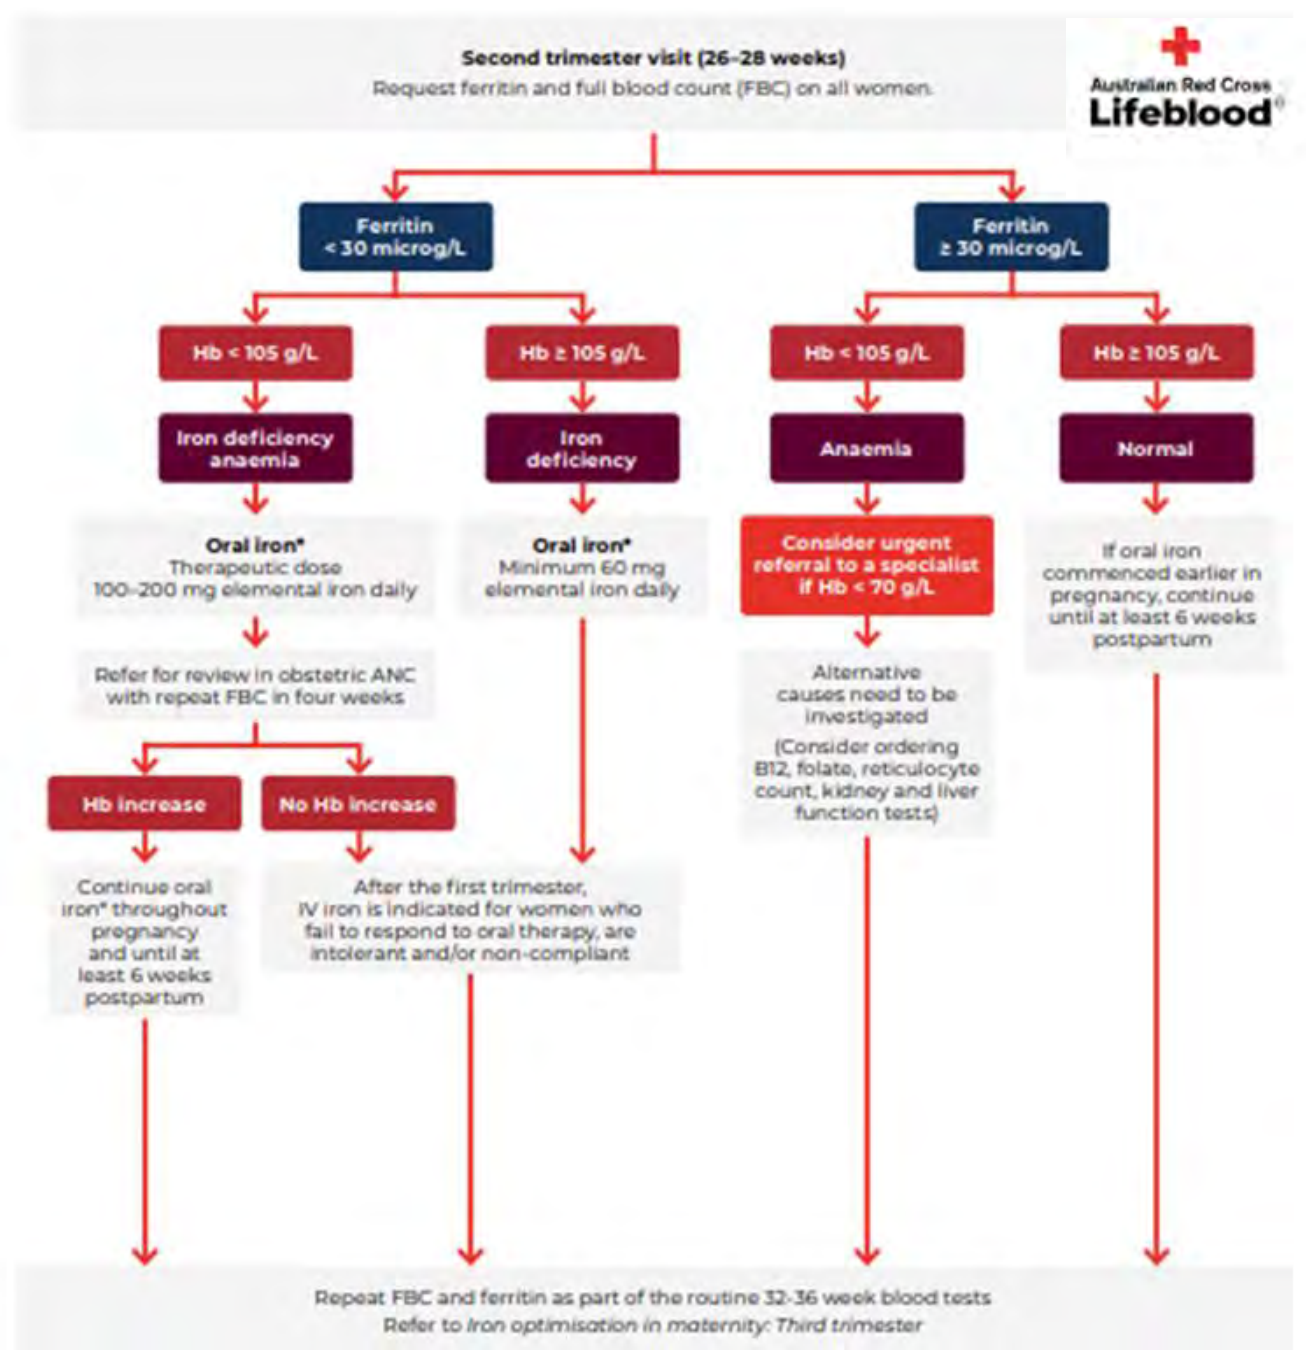 Second trimester visit (26–28 weeks)
Request ferritin and full blood count (FBC) on all women.
Australian Red Cross
Lifeblood®
Ferritin
< 30 microg/L
Ferritin
≥ 30 microg/L
Hb < 105 g/L
Hb ≥ 105 g/L
Hb < 105 g/L
Hb ≥ 105 g/L
Iron deficiency
anaemia
Iron
deficiency
Anaemia
Normal
Oral iron*
Therapeutic dose
100–200 mg elemental iron daily
Oral iron*
Minimum 60 mg
elemental iron daily
Consider urgent
referral to a specialist
if Hb < 70 g/L
If oral iron
commenced earlier in
pregnancy, continue
until at least 6 weeks
postpartum
Refer for review in obstetric ANC
with repeat FBC in four weeks
Alternative
causes need to be
investigated
(Consider ordering
B12, folate, reticulocyte
count, kidney and liver
function tests)
Hb increase
No Hb increase
Continue oral
iron* throughout
pregnancy
and until at
least 6 weeks
postpartum
After the first trimester,
IV iron is indicated for women who
fail to respond to oral therapy, are
intolerant and/or non-compliant
Repeat FBC and ferritin as part of the routine 32-36 week blood tests
Refer to Iron optimisation in maternity: Third trimester